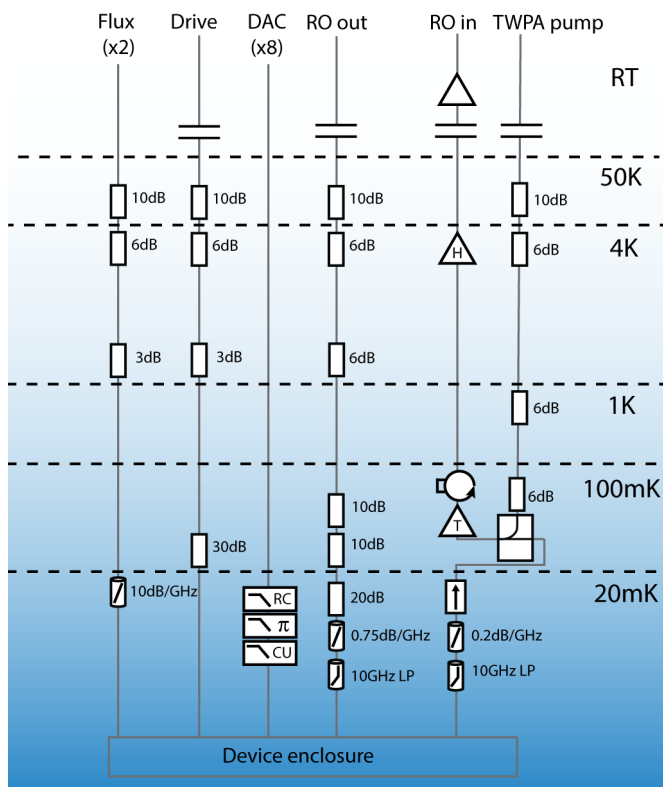 Flux
(x2)
Drive
DAC
(x8)
RO out
RO in
TWPA pump
RT
50K
10dB
10dB
10dB
10dB
4K
6dB
6dB
6dB
H
6dB
3dB
3dB
6dB
1K
6dB
100mK
6dB
10dB
T
30dB
10dB
20mK
10dB/GHz
RC
20dB
π
0.75dB/GHz
0.2dB/GHz
CU
10GHz LP
10GHz LP
Device enclosure